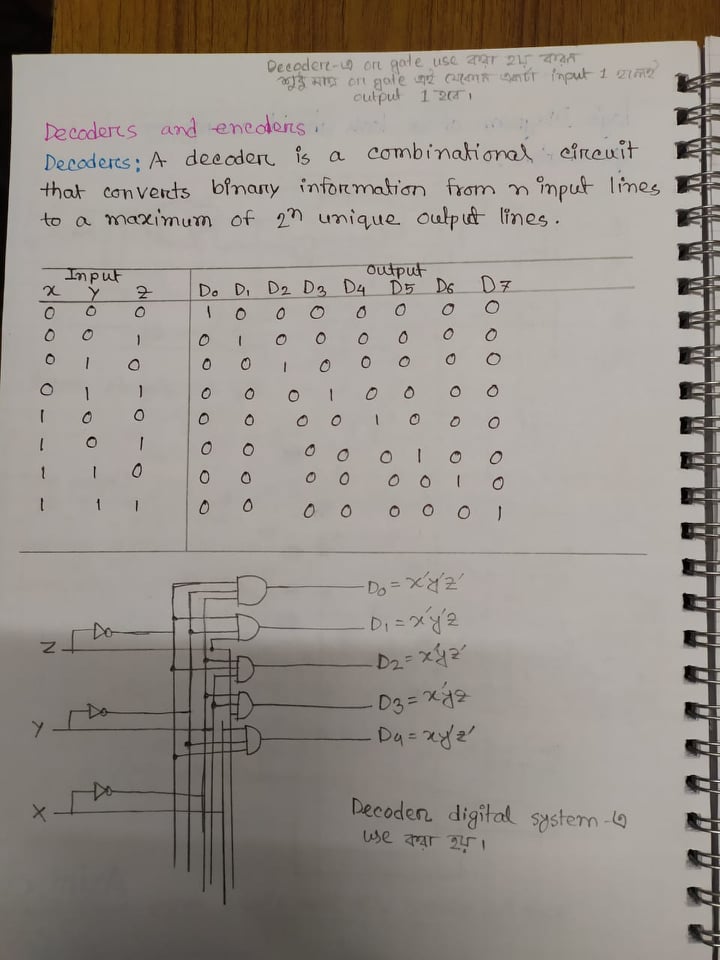 Decoder-এ or gate use করা হয় কারণ
শুধু মাত্র or gate এই যেকোন একটা input 1 হলেই
output 1 হবে।
Decoders and encoders.
Decoders: A decoder is a combinational circuit
that converts binary information from n input lines
to a maximum of 2ⁿ unique output lines.
Input Output
x y z D₀ D₁ D₂ D₃ D₄ D₅ D₆ D₇
0 0 0 1 0 0 0 0 0 0 0
0 0 1 0 1 0 0 0 0 0 0
0 1 0 0 0 1 0 0 0 0 0
0 1 1 0 0 0 1 0 0 0 0
1 0 0 0 0 0 0 1 0 0 0
1 0 1 0 0 0 0 0 1 0 0
1 1 0 0 0 0 0 0 0 1 0
1 1 1 0 0 0 0 0 0 0 1
D₀ = x'y'z'
D₁ = x'y'z
Z
D₂ = x'yz'
D₃ = x'yz
Y
D₄ = xy'z'
X
Decoder digital system-এ
use করা হয়।